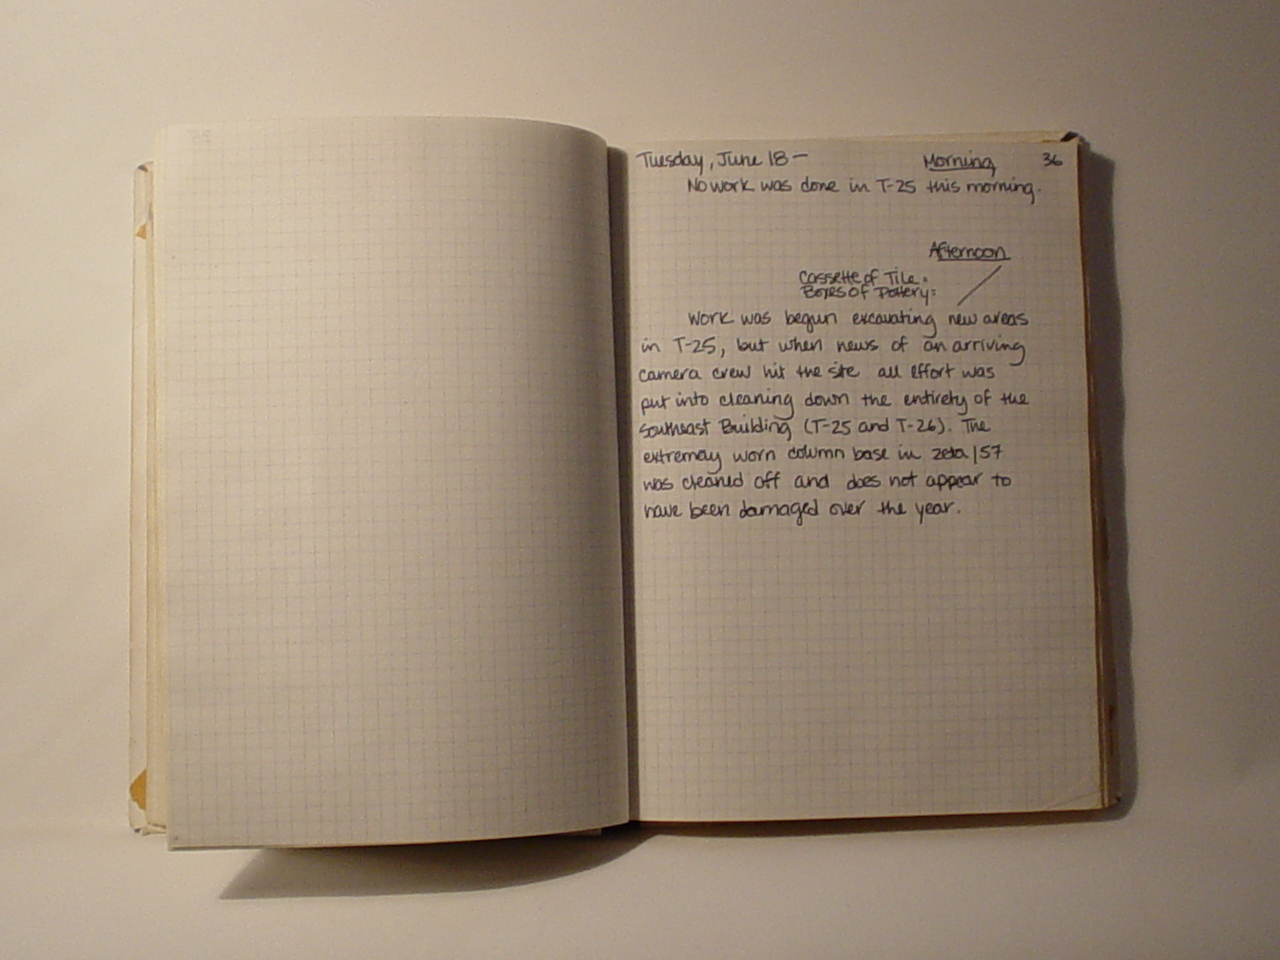 Tuesday, June 18 — Morning 36
No work was done in T-25 this morning.
Afternoon
Cassette of Tile:
Boxes of Pottery:
Work was begun excavating new areas
in T-25, but when news of an arriving
camera crew hit the site all effort was
put into cleaning down the entirety of the
Southeast Building (T-25 and T-26). The
extremely worn column base in zeta/57
was cleaned off and does not appear to
have been damaged over the year.